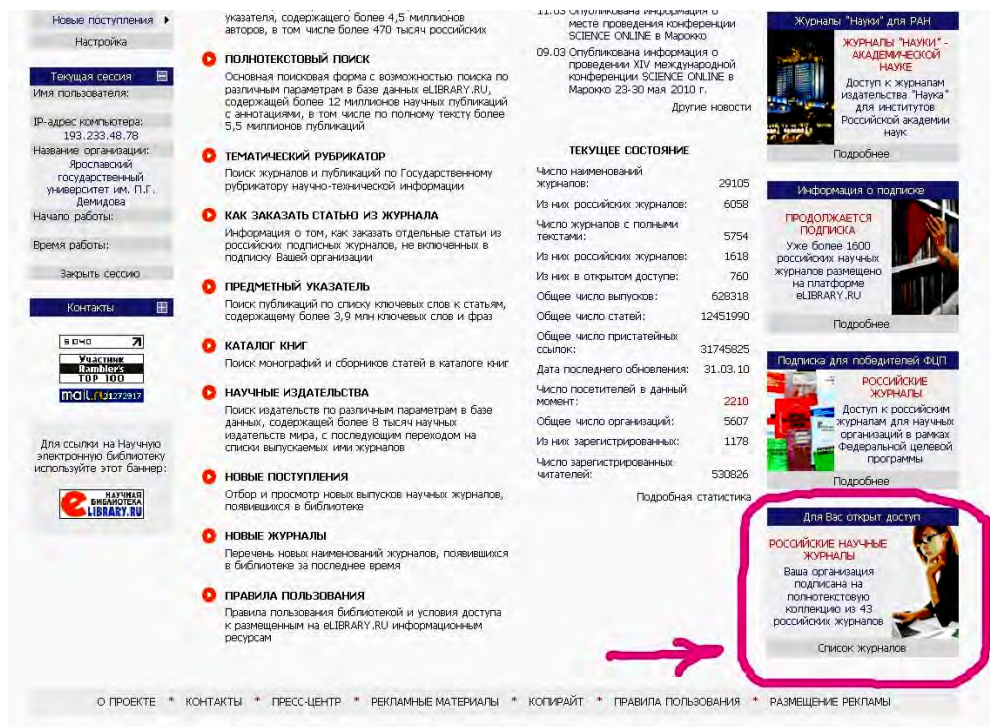 Новые поступления
Настройка
Текущая сессия
Имя пользователя:
IP-адрес компьютера:
193.233.48.78
Название организации:
Ярославский
государственный
университет им. П.Г.
Демидова
Начало работы:
Время работы:
Закрыть сессию
Контакты
Участник
Rambler's
TOP 100
mail.ru
Для ссылки на Научную
электронную библиотеку
используйте этот баннер:
НАУЧНАЯ
БИБЛИОТЕКА
eLIBRARY.RU
указателя, содержащего более 4,5 миллионов
авторов, в том числе более 470 тысяч российских
ПОЛНОТЕКСТОВЫЙ ПОИСК
Основная поисковая форма с возможностью поиска по
различным параметрам в базе данных eLIBRARY.RU,
содержащей более 12 миллионов научных публикаций
с аннотациями, в том числе по полному тексту более
5,5 миллионов публикаций
ТЕМАТИЧЕСКИЙ РУБРИКАТОР
Поиск журналов и публикаций по Государственному
рубрикатору научно-технической информации
КАК ЗАКАЗАТЬ СТАТЬЮ ИЗ ЖУРНАЛА
Информация о том, как заказать отдельные статьи из
российских подписных журналов, не включенных в
подписку Вашей организации
ПРЕДМЕТНЫЙ УКАЗАТЕЛЬ
Поиск публикаций по списку ключевых слов к статьям,
содержащему более 3,9 млн ключевых слов и фраз
КАТАЛОГ КНИГ
Поиск монографий и сборников статей в каталоге книг
НАУЧНЫЕ ИЗДАТЕЛЬСТВА
Поиск издательств по различным параметрам в базе
данных, содержащей более 8 тысяч научных
издательств мира, с последующим переходом на
списки выпускаемых ими журналов
НОВЫЕ ПОСТУПЛЕНИЯ
Отбор и просмотр новых выпусков научных журналов,
появившихся в библиотеке
НОВЫЕ ЖУРНАЛЫ
Перечень новых наименований журналов, появившихся
в библиотеке за последнее время
ПРАВИЛА ПОЛЬЗОВАНИЯ
Правила пользования библиотекой и условия доступа
к размещенным на eLIBRARY.RU информационным
ресурсам
11.03 Опубликована информация о
месте проведения конференции
SCIENCE ONLINE в Марокко
09.03 Опубликована информация о
проведении XIV международной
конференции SCIENCE ONLINE в
Марокко 23-30 мая 2010 г.
Другие новости
ТЕКУЩЕЕ СОСТОЯНИЕ
Число наименований
журналов: 29105
Из них российских журналов: 6058
Число журналов с полными
текстами: 5754
Из них российских журналов: 1618
Из них в открытом доступе: 760
Общее число выпусков: 628318
Общее число статей: 12451990
Общее число пристатейных
ссылок: 31745825
Дата последнего обновления: 31.03.10
Число посетителей в данный
момент: 2210
Общее число организаций: 5607
Из них зарегистрированных: 1178
Число зарегистрированных
читателей: 530826
Подробная статистика
Журналы "Науки" для РАН
ЖУРНАЛЫ "НАУКИ" -
АКАДЕМИЧЕСКОЙ
НАУКЕ
Доступ к журналам
издательства "Наука"
для институтов
Российской академии
наук
Подробнее
Информация о подписке
ПРОДОЛЖАЕТСЯ
ПОДПИСКА
Уже более 1600
российских научных
журналов размещено
на платформе
eLIBRARY.RU
Подробнее
Подписка для победителей ФЦП
РОССИЙСКИЕ
ЖУРНАЛЫ
Доступ к российским
журналам для научных
организаций в рамках
Федеральной целевой
программы
Подробнее
Для Вас открыт доступ
РОССИЙСКИЕ НАУЧНЫЕ
ЖУРНАЛЫ
Ваша организация
подписана на
полнотекстовую
коллекцию из 43
российских журналов
Список журналов
О ПРОЕКТЕ * КОНТАКТЫ * ПРЕСС-ЦЕНТР * РЕКЛАМНЫЕ МАТЕРИАЛЫ * КОПИРАЙТ * ПРАВИЛА ПОЛЬЗОВАНИЯ * РАЗМЕЩЕНИЕ РЕКЛАМЫ